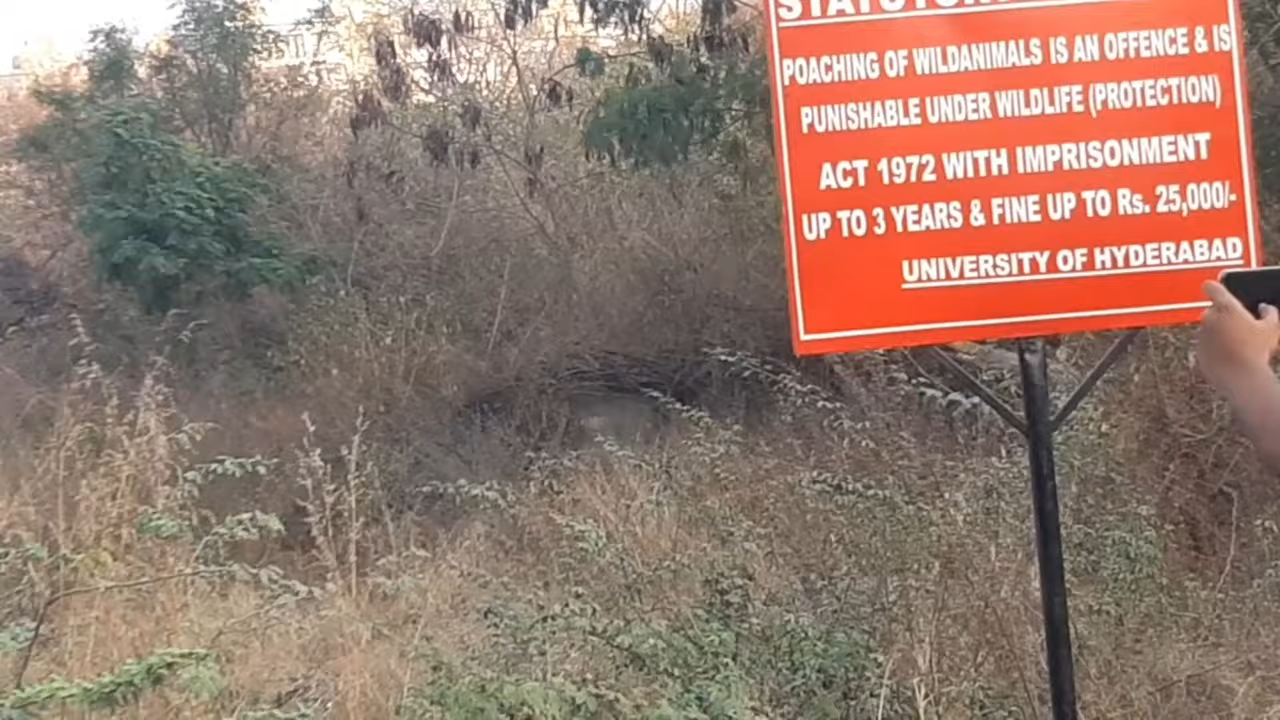 STATUTORY
POACHING OF WILDANIMALS IS AN OFFENCE & IS
PUNISHABLE UNDER WILDLIFE (PROTECTION)
ACT 1972 WITH IMPRISONMENT
UP TO 3 YEARS & FINE UP TO Rs. 25,000/-
UNIVERSITY OF HYDERABAD